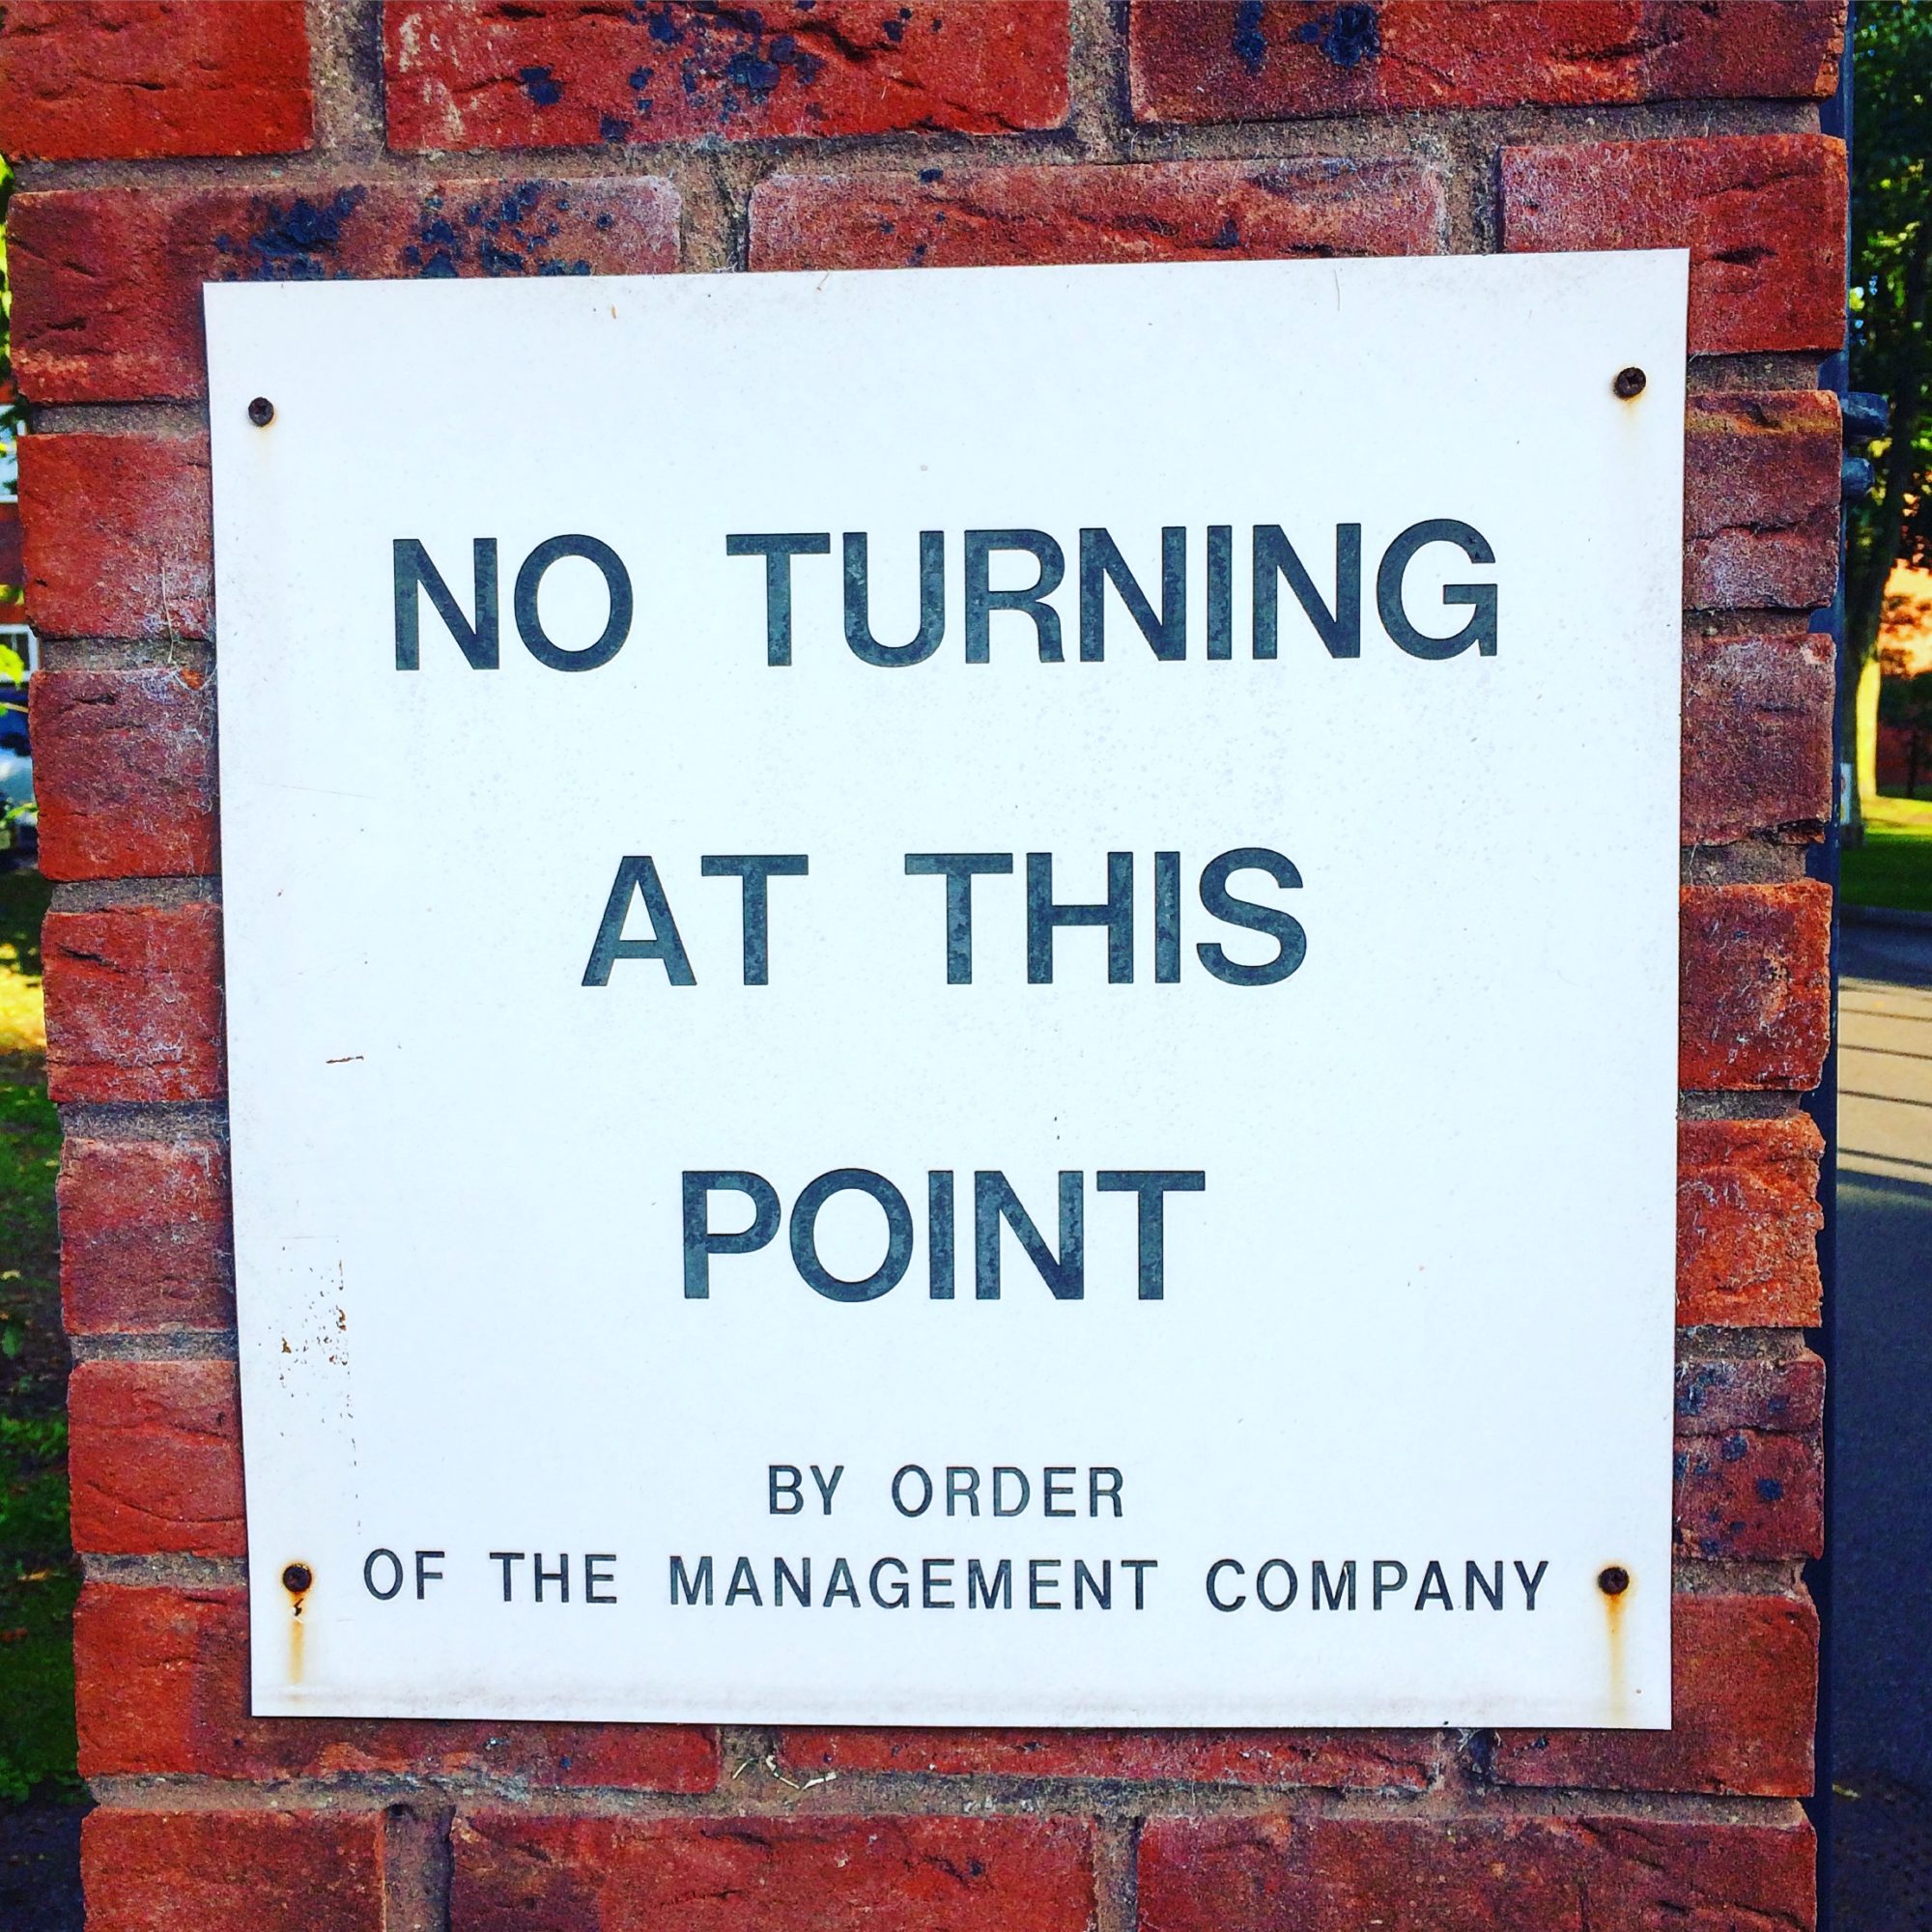 NO TURNING
AT THIS
POINT
BY ORDER
OF THE MANAGEMENT COMPANY